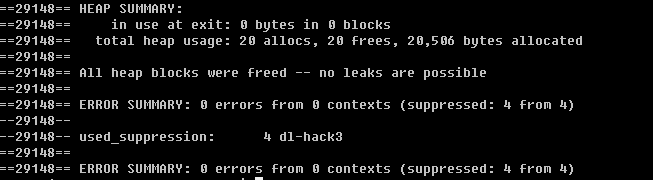 ==29148== HEAP SUMMARY:
==29148==     in use at exit: 0 bytes in 0 blocks
==29148==   total heap usage: 20 allocs, 20 frees, 20,506 bytes allocated
==29148==
==29148== All heap blocks were freed -- no leaks are possible
==29148==
==29148== ERROR SUMMARY: 0 errors from 0 contexts (suppressed: 4 from 4)
--29148--
--29148-- used_suppression:      4 dl-hack3
==29148==
==29148== ERROR SUMMARY: 0 errors from 0 contexts (suppressed: 4 from 4)